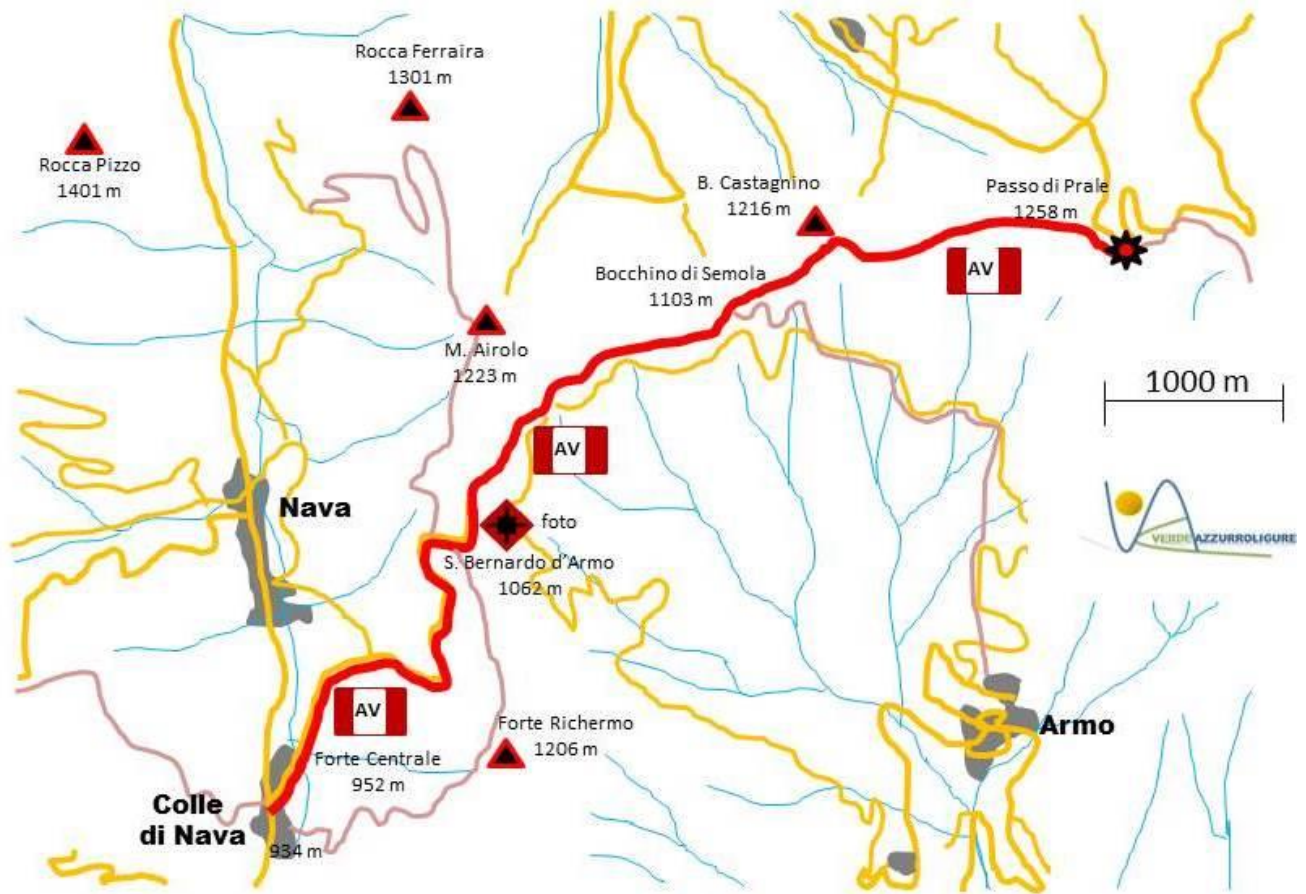 Rocca Ferraira
1301 m
Rocca Pizzo
1401 m
B. Castagnino
1216 m
Passo di Prale
1258 m
AV
Bocchino di Semola
1103 m
M. Airolo
1223 m
1000 m
AV
Nava
foto
VERDEAZZURROLIGURE
S. Bernardo d'Armo
1062 m
AV
Forte Richermo
1206 m
Armo
Forte Centrale
952 m
Colle
di Nava
934 m